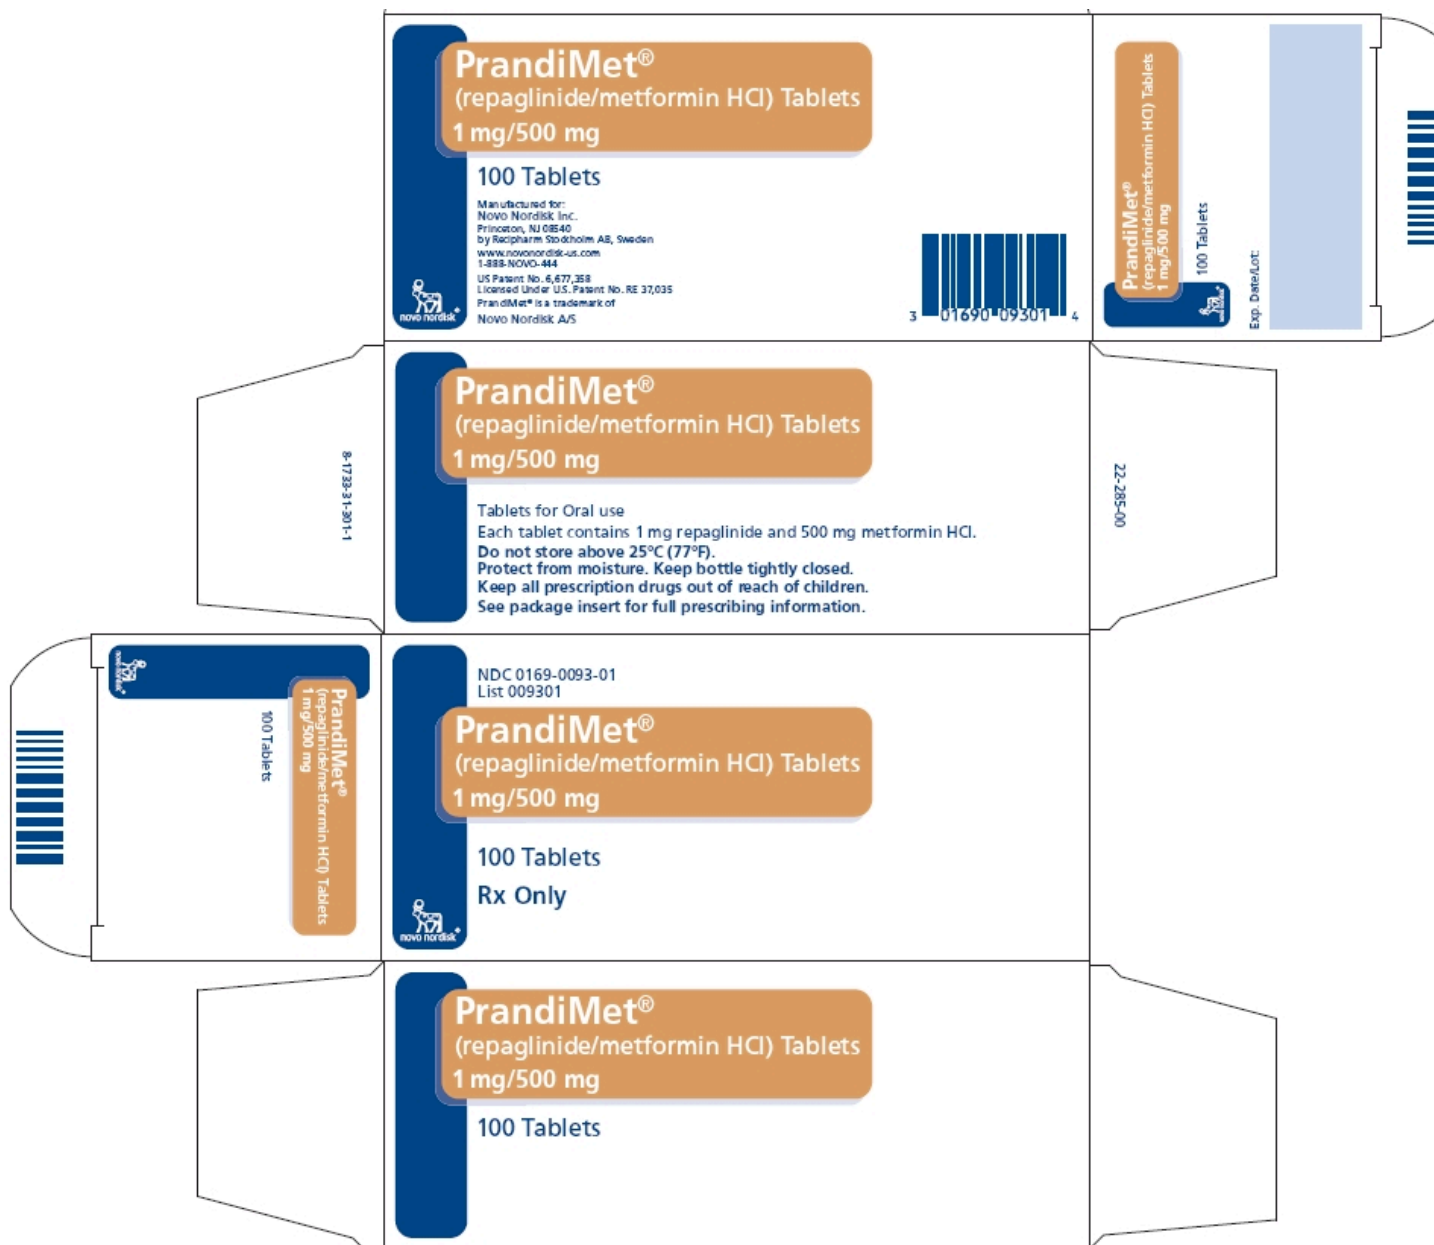 PrandiMet®
(repaglinide/metformin HCl) Tablets
1 mg/500 mg
100 Tablets
Manufactured for:
Novo Nordisk Inc.
Princeton, NJ 08540
by Recipharm Stockholm AB, Sweden
www.novonordisk-us.com
1-888-NOVO-444
US Patent No. 6,677,358
Licensed Under U.S. Patent No. RE 37,035
PrandiMet® is a trademark of
Novo Nordisk A/S
novo nordisk®
3 01690 09301 4
PrandiMet®
(repaglinide/metformin HCl) Tablets
1 mg/500 mg
100 Tablets
novo nordisk®
Exp. Date/Lot:
8-1733-31-301-1
PrandiMet®
(repaglinide/metformin HCl) Tablets
1 mg/500 mg
Tablets for Oral use
Each tablet contains 1 mg repaglinide and 500 mg metformin HCl.
Do not store above 25°C (77°F).
Protect from moisture. Keep bottle tightly closed.
Keep all prescription drugs out of reach of children.
See package insert for full prescribing information.
22-285-00
novo nordisk®
PrandiMet®
(repaglinide/metformin HCl) Tablets
1 mg/500 mg
100 Tablets
NDC 0169-0093-01
List 009301
PrandiMet®
(repaglinide/metformin HCl) Tablets
1 mg/500 mg
100 Tablets
Rx Only
novo nordisk®
PrandiMet®
(repaglinide/metformin HCl) Tablets
1 mg/500 mg
100 Tablets